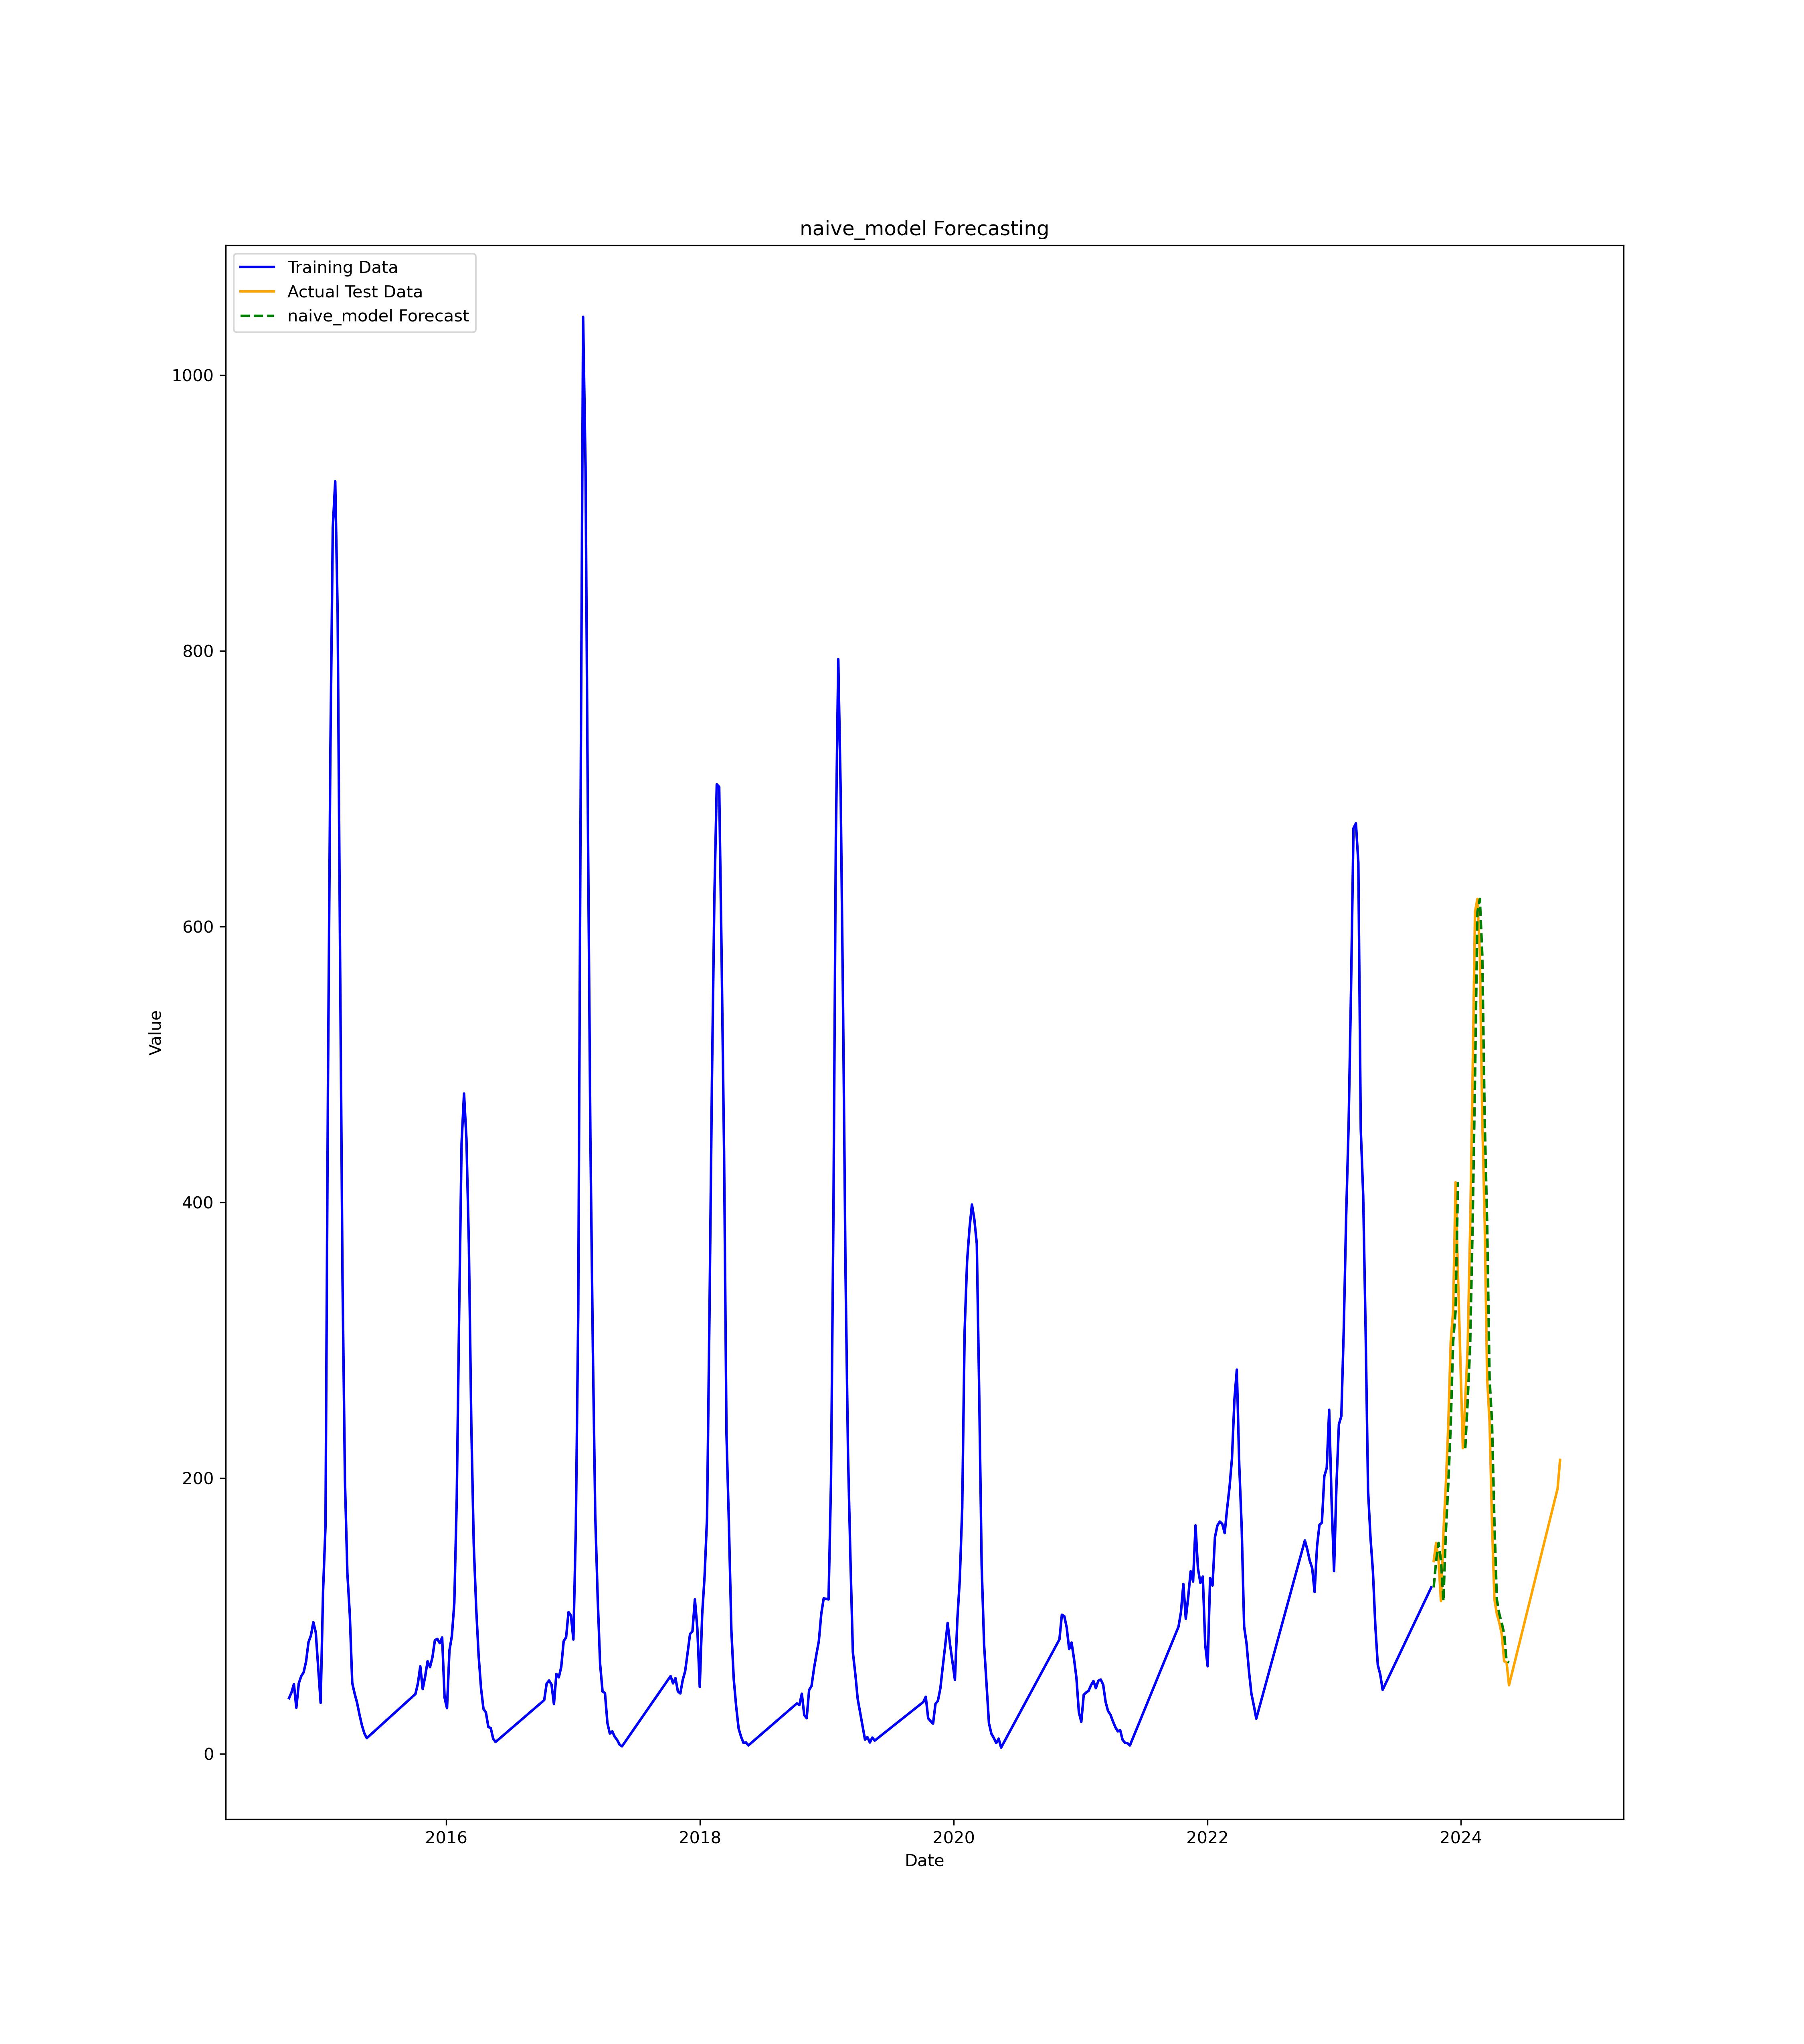 naive_model Forecasting
Training Data
Actual Test Data
naive_model Forecast
1000
800
600
400
200
0
Value
2016
2018
2020
2022
2024
Date